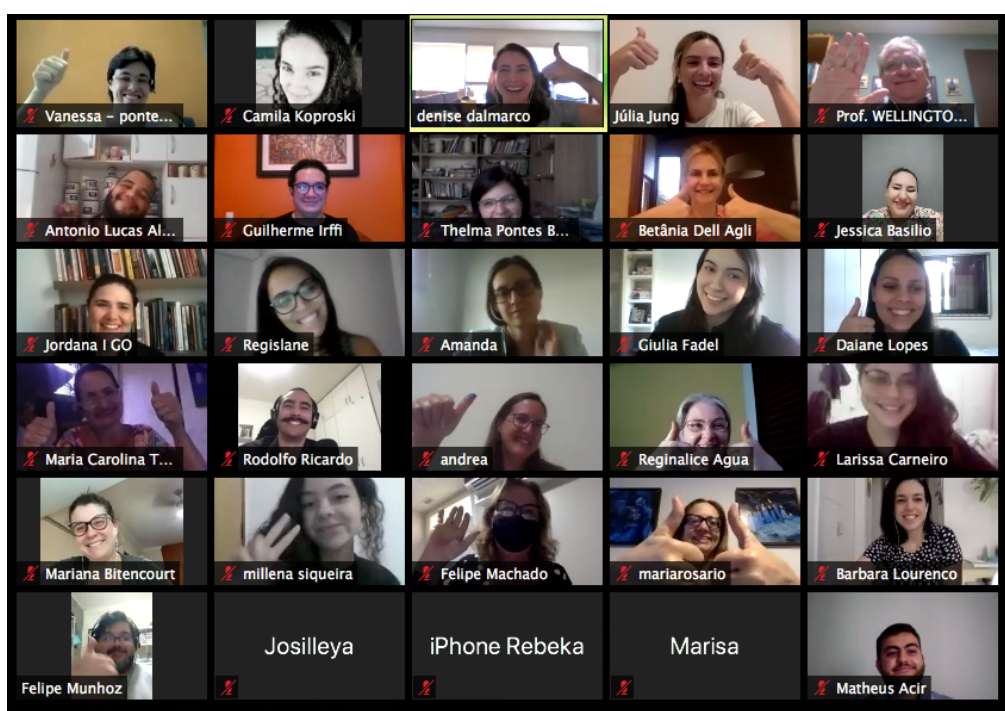 Vanessa – ponte...
Camila Koproski
denise dalmarco
Júlia Jung
Prof. WELLINGTO...
Antonio Lucas Al...
Guilherme Irffi
Thelma Pontes B...
Betânia Dell Agli
Jessica Basilio
Jordana I GO
Regislane
Amanda
Giulia Fadel
Daiane Lopes
Maria Carolina T...
Rodolfo Ricardo
andrea
Reginalice Agua
Larissa Carneiro
Mariana Bitencourt
millena siqueira
Felipe Machado
mariarosario
Barbara Lourenco
Felipe Munhoz
Josilleya
iPhone Rebeka
Marisa
Matheus Acir